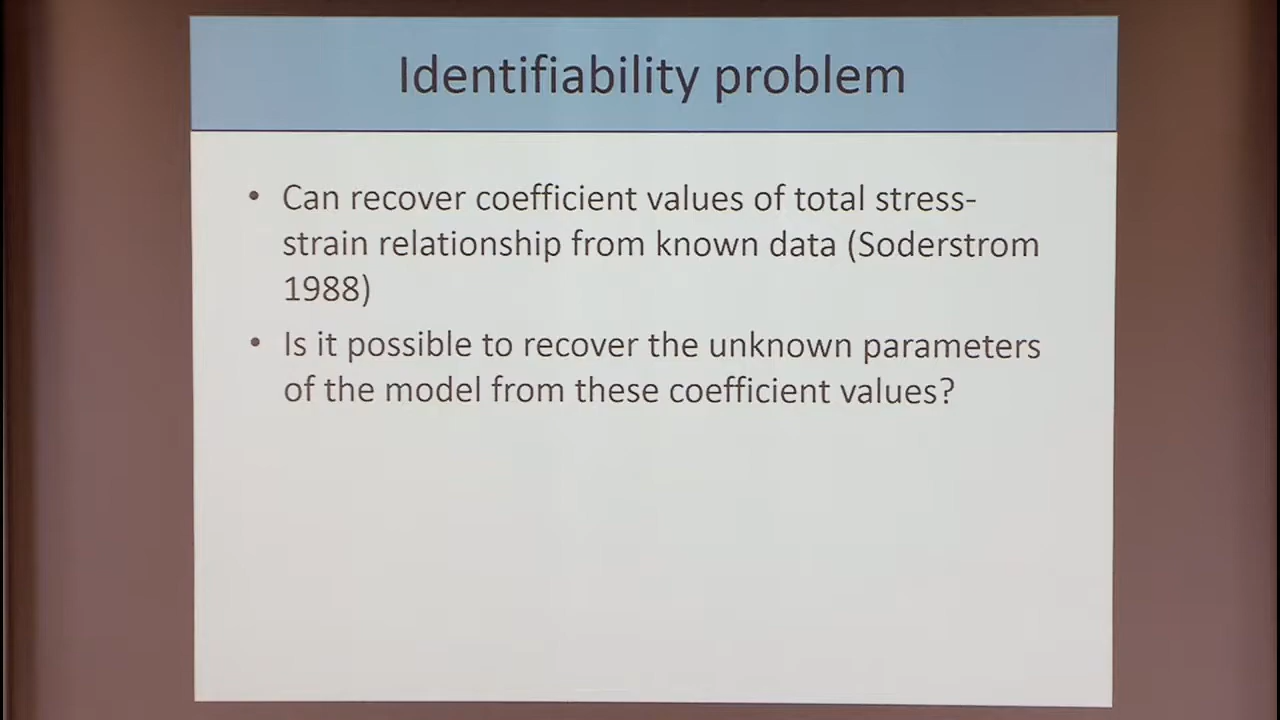 Identifiability problem
• Can recover coefficient values of total stress-
strain relationship from known data (Soderstrom
1988)
• Is it possible to recover the unknown parameters
of the model from these coefficient values?